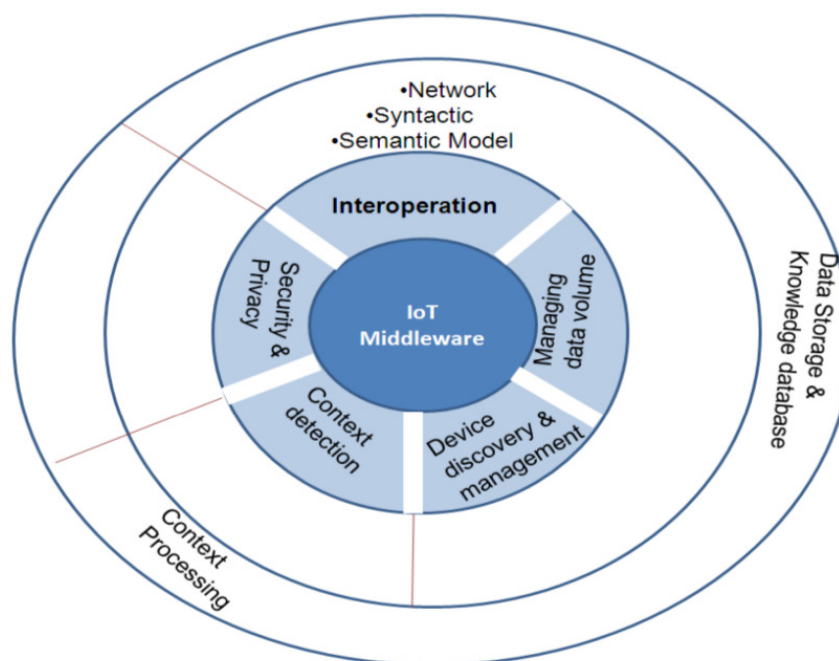 •Network
•Syntactic
•Semantic Model
Interoperation
Security &
Privacy
IoT
Middleware
Managing
data volume
Data Storage &
Knowledge database
Context
detection
Device
discovery &
management
Context
Processing